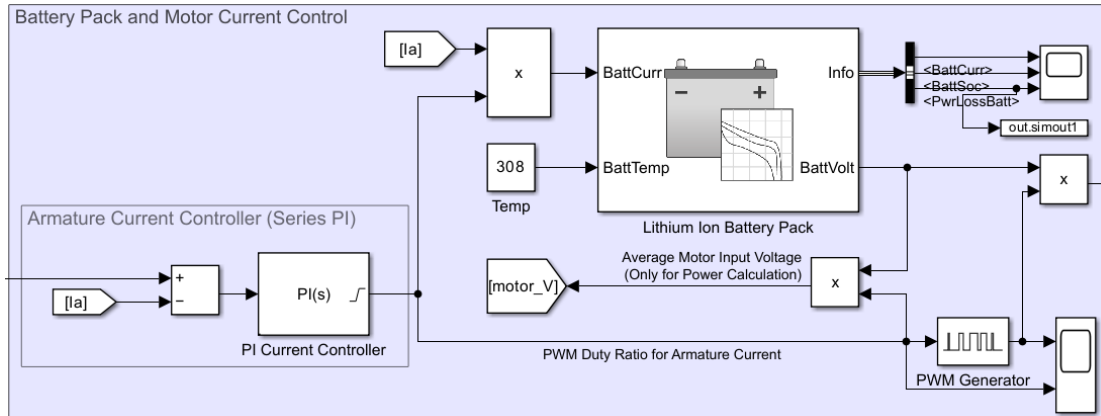 Battery Pack and Motor Current Control
[Ia]
x
BattCurr
Info
<BattCurr>
<BattSoc>
<PwrLossBatt>
out.simout1
308
BattTemp
BattVolt
x
Temp
Lithium Ion Battery Pack
Armature Current Controller (Series PI)
Average Motor Input Voltage
(Only for Power Calculation)
[motor_V]
x
+
−
[Ia]
PI(s)
PI Current Controller
PWM Duty Ratio for Armature Current
PWM Generator